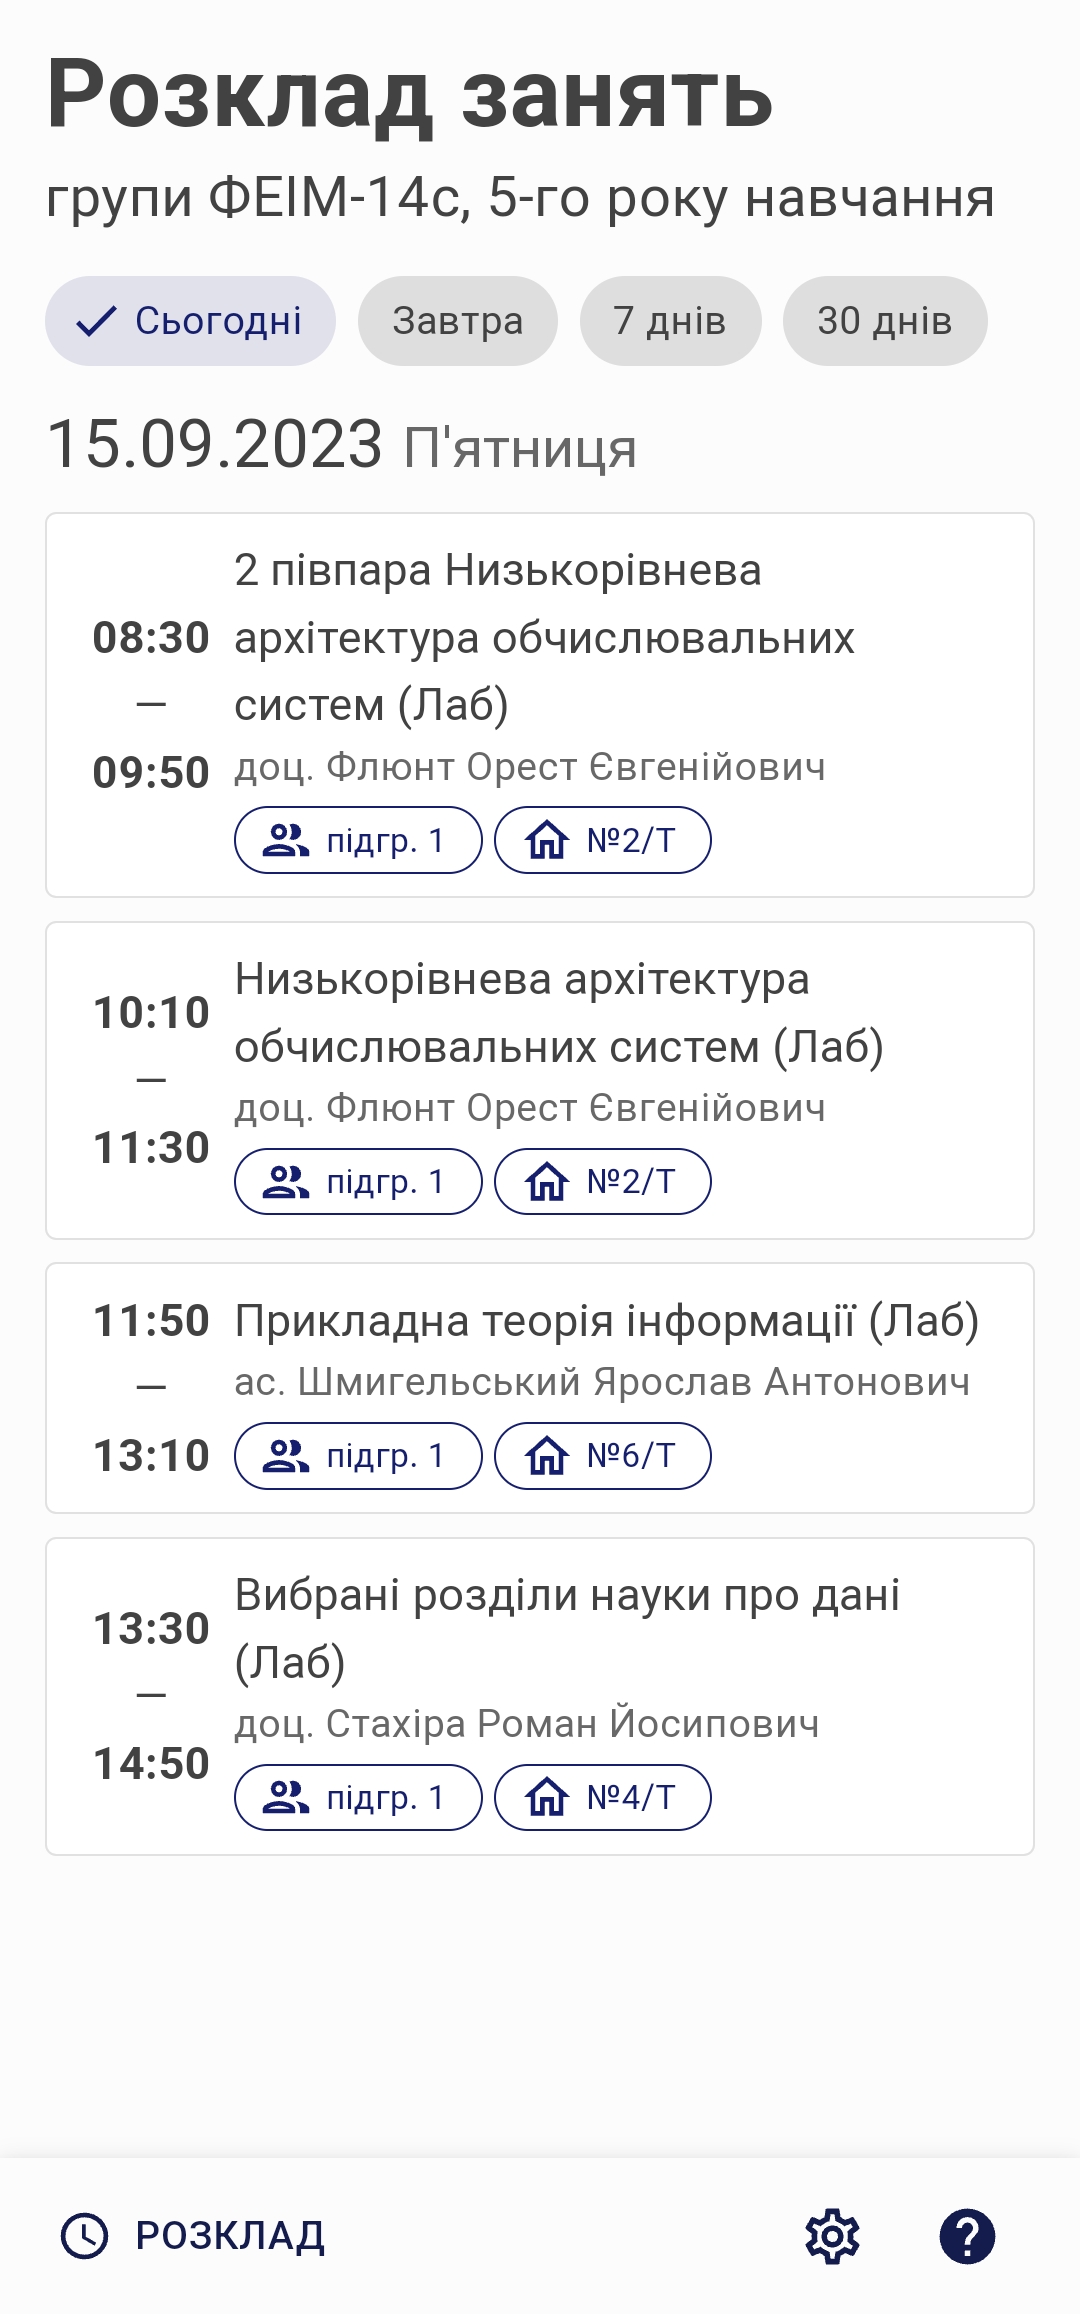 Розклад занять
групи ФЕІМ-14с, 5-го року навчання
Сьогодні Завтра 7 днів 30 днів
15.09.2023 П'ятниця
08:30
—
09:50
2 півпара Низькорівнева
архітектура обчислювальних
систем (Лаб)
доц. Флюнт Орест Євгенійович
підгр. 1 №2/Т
10:10
—
11:30
Низькорівнева архітектура
обчислювальних систем (Лаб)
доц. Флюнт Орест Євгенійович
підгр. 1 №2/Т
11:50
—
13:10
Прикладна теорія інформації (Лаб)
ас. Шмигельський Ярослав Антонович
підгр. 1 №6/Т
13:30
—
14:50
Вибрані розділи науки про дані
(Лаб)
доц. Стахіра Роман Йосипович
підгр. 1 №4/Т
РОЗКЛАД